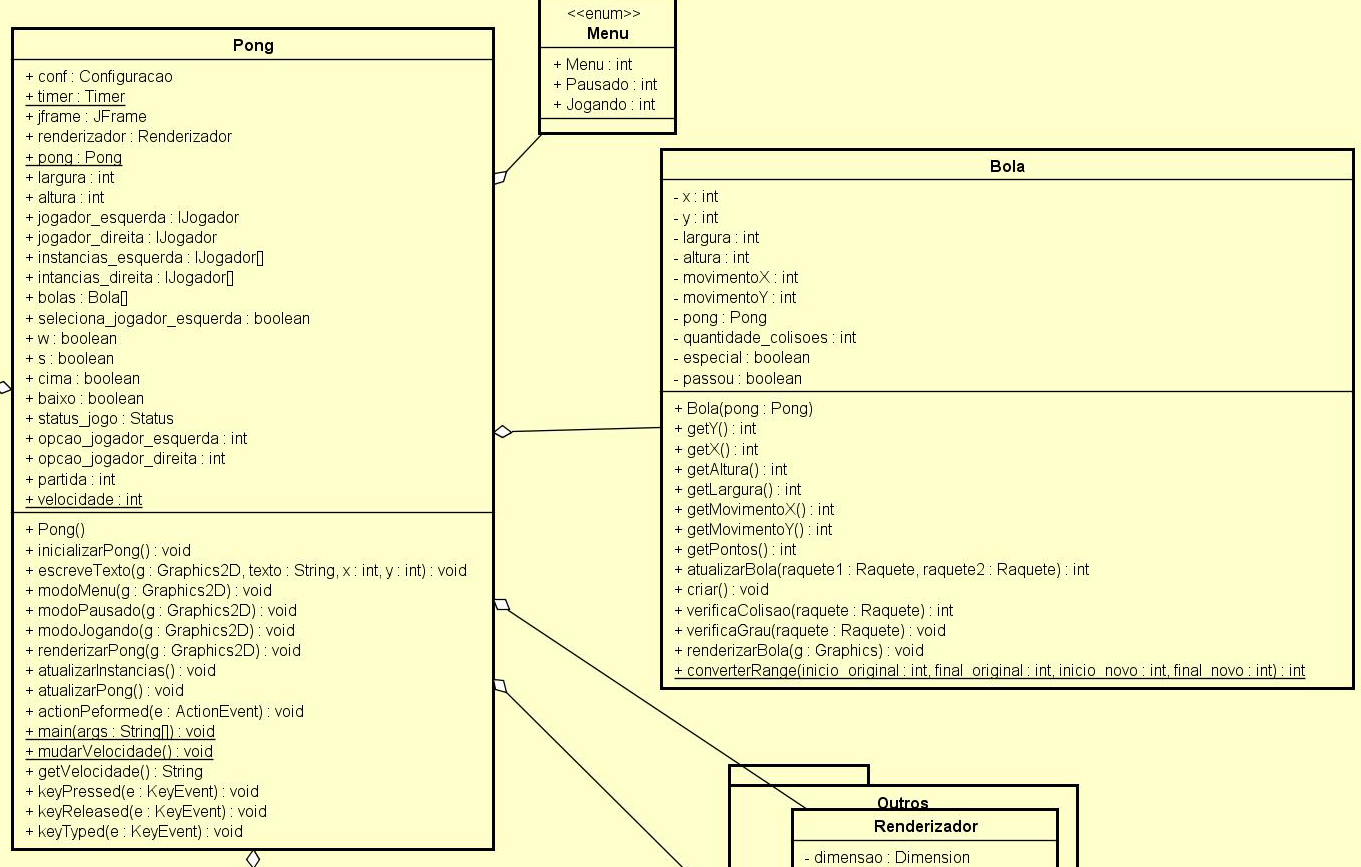 Pong
+ conf : Configuracao
+ timer : Timer
+ jframe : JFrame
+ renderizador : Renderizador
+ pong : Pong
+ largura : int
+ altura : int
+ jogador_esquerda : IJogador
+ jogador_direita : IJogador
+ instancias_esquerda : IJogador[]
+ intancias_direita : IJogador[]
+ bolas : Bola[]
+ seleciona_jogador_esquerda : boolean
+ w : boolean
+ s : boolean
+ cima : boolean
+ baixo : boolean
+ status_jogo : Status
+ opcao_jogador_esquerda : int
+ opcao_jogador_direita : int
+ partida : int
+ velocidade : int
+ Pong()
+ inicializarPong() : void
+ escreveTexto(g : Graphics2D, texto : String, x : int, y : int) : void
+ modoMenu(g : Graphics2D) : void
+ modoPausado(g : Graphics2D) : void
+ modoJogando(g : Graphics2D) : void
+ renderizarPong(g : Graphics2D) : void
+ atualizarInstancias() : void
+ atualizarPong() : void
+ actionPeformed(e : ActionEvent) : void
+ main(args : String[]) : void
+ mudarVelocidade() : void
+ getVelocidade() : String
+ keyPressed(e : KeyEvent) : void
+ keyReleased(e : KeyEvent) : void
+ keyTyped(e : KeyEvent) : void
<<enum>>
Menu
+ Menu : int
+ Pausado : int
+ Jogando : int
Bola
- x : int
- y : int
- largura : int
- altura : int
- movimentoX : int
- movimentoY : int
- pong : Pong
- quantidade_colisoes : int
- especial : boolean
- passou : boolean
+ Bola(pong : Pong)
+ getY() : int
+ getX() : int
+ getAltura() : int
+ getLargura() : int
+ getMovimentoX() : int
+ getMovimentoY() : int
+ getPontos() : int
+ atualizarBola(raquete1 : Raquete, raquete2 : Raquete) : int
+ criar() : void
+ verificaColisao(raquete : Raquete) : int
+ verificaGrau(raquete : Raquete) : void
+ renderizarBola(g : Graphics) : void
+ converterRange(inicio_original : int, final_original : int, inicio_novo : int, final_novo : int) : int
Outros
Renderizador
- dimensao : Dimension